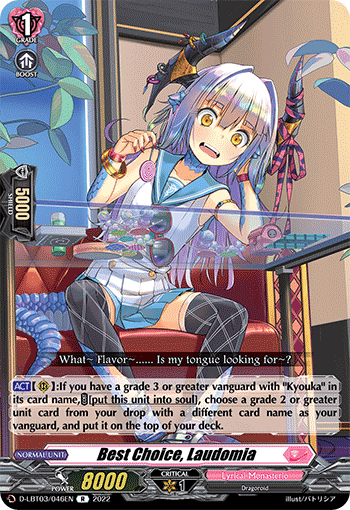 1
GRADE
BOOST
5000
SHIELD
What~ Flavor~...... Is my tongue looking for~?
ACT【 】:If you have a grade 3 or greater vanguard with "Kyouka" in
its card name, [put this unit into soul], choose a grade 2 or greater
unit card from your drop with a different card name as your
vanguard, and put it on the top of your deck.
NORMAL UNIT
Best Choice, Laudomia
Lyrical Monasterio
POWER 8000 CRITICAL 1
Dragoroid
D-LBT03/046EN R 2022 illust/パトリシア